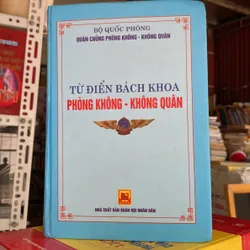 BỘ QUỐC PHÒNG
QUÂN CHỦNG PHÒNG KHÔNG - KHÔNG QUÂN
TỪ ĐIỂN BÁCH KHOA
PHÒNG KHÔNG - KHÔNG QUÂN
NHÀ XUẤT BẢN QUÂN ĐỘI NHÂN DÂN